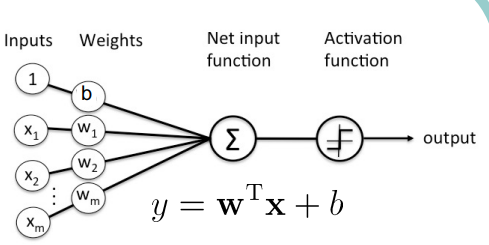 Inputs Weights Net input function Activation function
1 b
x₁ w₁
x₂ w₂
⋮
xₘ wₘ
Σ
output
y = wᵀx + b